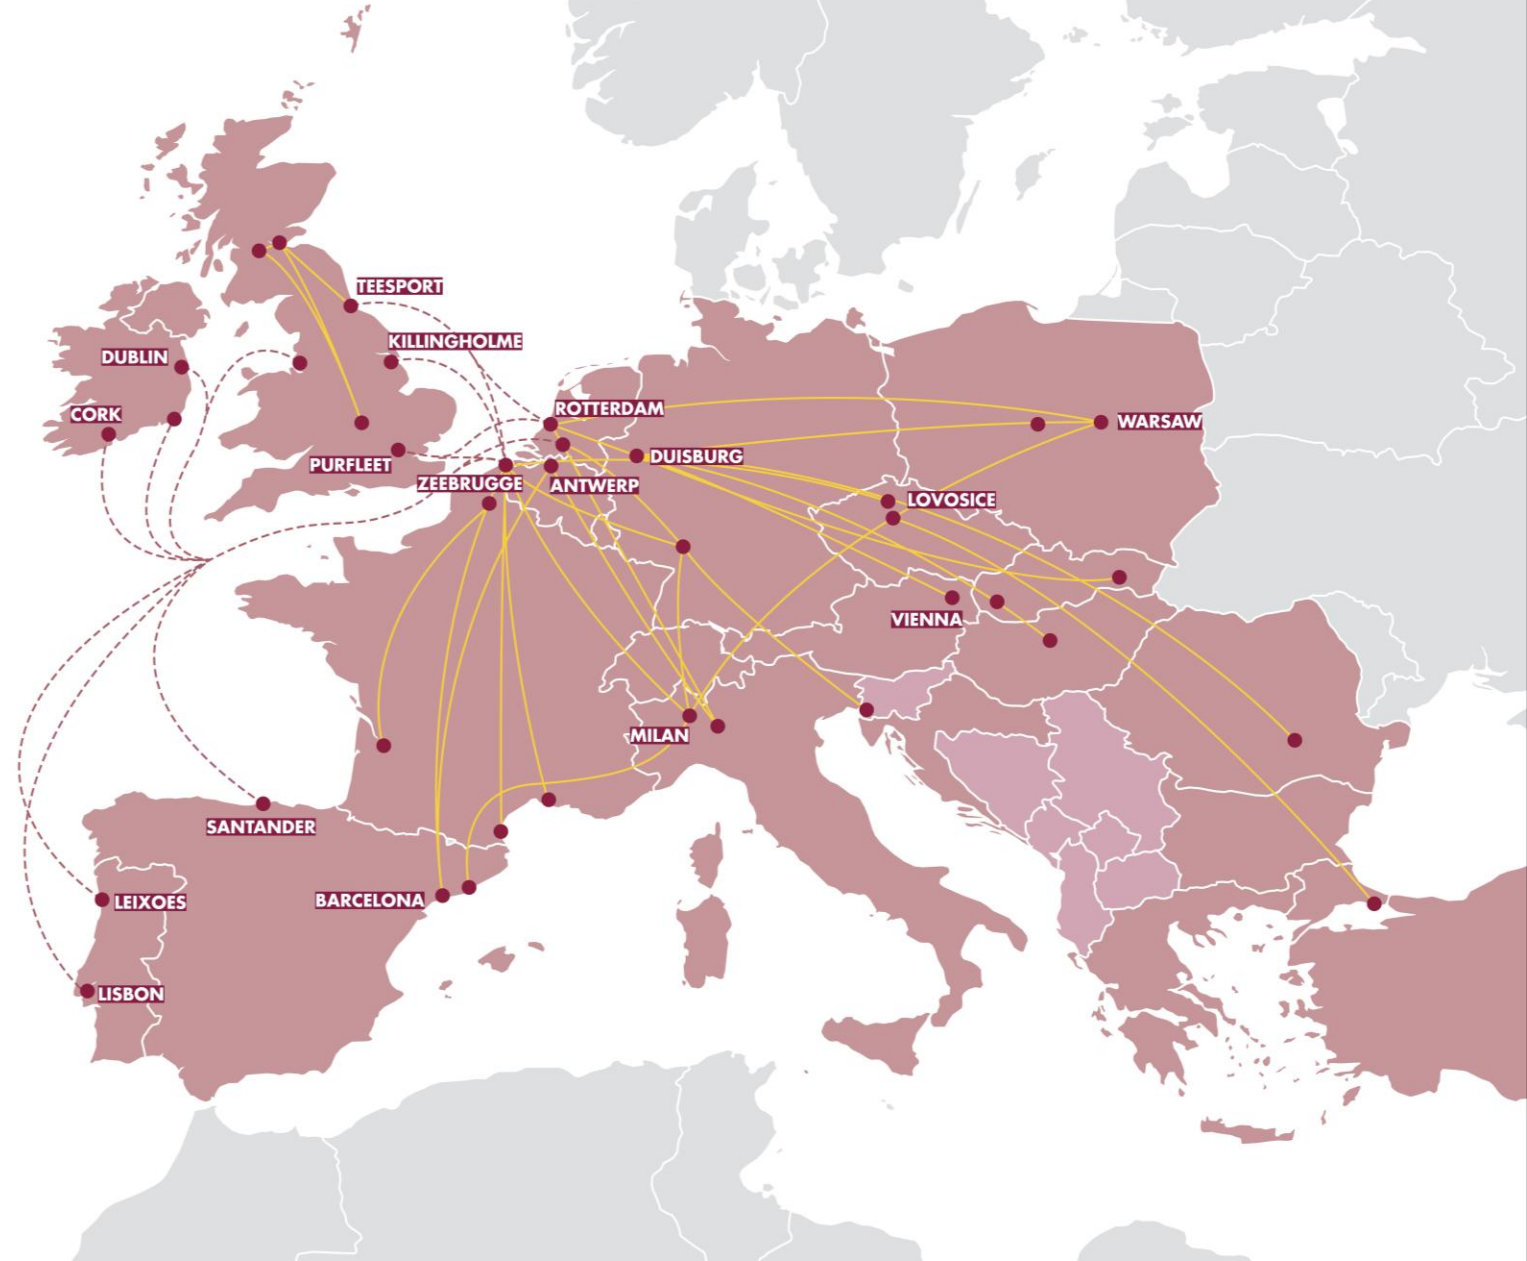 TEESPORT
KILLINGHOLME
DUBLIN
CORK
ROTTERDAM
WARSAW
PURFLEET
DUISBURG
ZEEBRUGGE
ANTWERP
LOVOSICE
VIENNA
MILAN
SANTANDER
BARCELONA
LEIXOES
LISBON